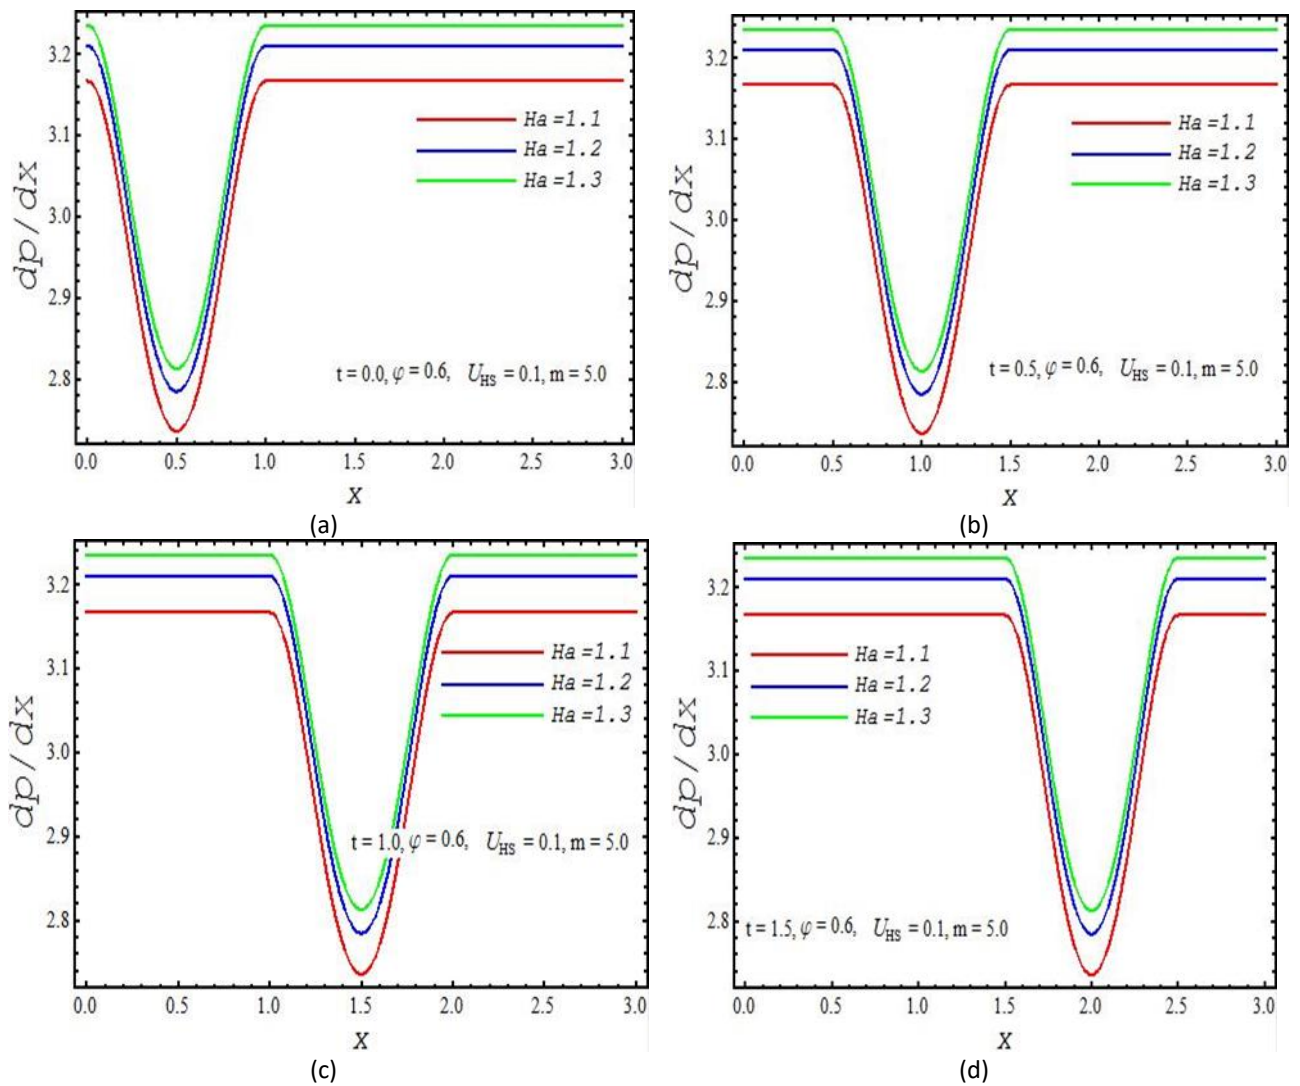 dp/dx
3.2
3.1
3.0
2.9
2.8
Ha=1.1
Ha=1.2
Ha=1.3
t = 0.0, φ = 0.6, U_HS = 0.1, m = 5.0
0.0 0.5 1.0 1.5 2.0 2.5 3.0
x
(a)
dp/dx
3.2
3.1
3.0
2.9
2.8
Ha=1.1
Ha=1.2
Ha=1.3
t = 0.5, φ = 0.6, U_HS = 0.1, m = 5.0
0.0 0.5 1.0 1.5 2.0 2.5 3.0
x
(b)
dp/dx
3.2
3.1
3.0
2.9
2.8
Ha=1.1
Ha=1.2
Ha=1.3
t = 1.0, φ = 0.6, U_HS = 0.1, m = 5.0
0.0 0.5 1.0 1.5 2.0 2.5 3.0
x
(c)
dp/dx
3.2
3.1
3.0
2.9
2.8
Ha=1.1
Ha=1.2
Ha=1.3
t = 1.5, φ = 0.6, U_HS = 0.1, m = 5.0
0.0 0.5 1.0 1.5 2.0 2.5 3.0
x
(d)